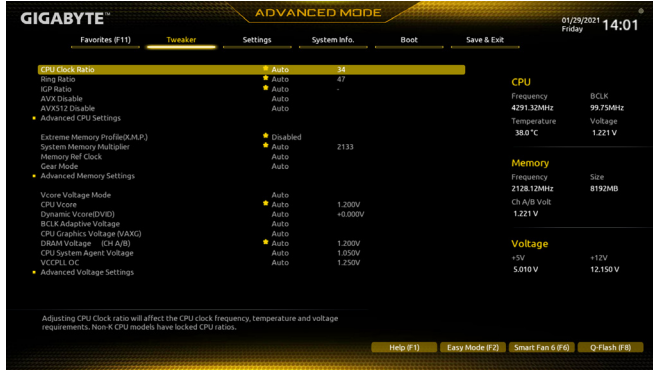 GIGABYTE™
ADVANCED MODE
01/29/2021 Friday 14:01
Favorites (F11) Tweaker Settings System Info. Boot Save & Exit
CPU Clock Ratio Auto 34
Ring Ratio Auto 47
IGP Ratio Auto -
AVX Disable Auto
AVX512 Disable Auto
Advanced CPU Settings
Extreme Memory Profile(X.M.P.) Disabled
System Memory Multiplier Auto 2133
Memory Ref Clock Auto
Gear Mode Auto
Advanced Memory Settings
Vcore Voltage Mode Auto
CPU Vcore Auto 1.200V
Dynamic Vcore(DVID) Auto +0.000V
BCLK Adaptive Voltage Auto
CPU Graphics Voltage (VAXG) Auto
DRAM Voltage (CH A/B) Auto 1.200V
CPU System Agent Voltage Auto 1.050V
VCCPLL OC Auto 1.250V
Advanced Voltage Settings
CPU
Frequency BCLK
4291.32MHz 99.75MHz
Temperature Voltage
38.0 °C 1.221 V
Memory
Frequency Size
2128.12MHz 8192MB
Ch A/B Volt
1.221 V
Voltage
+5V +12V
5.010 V 12.150 V
Adjusting CPU Clock ratio will affect the CPU clock frequency, temperature and voltage
requirements. Non-K CPU models have locked CPU ratios.
Help (F1) Easy Mode (F2) Smart Fan 6 (F6) Q-Flash (F8)